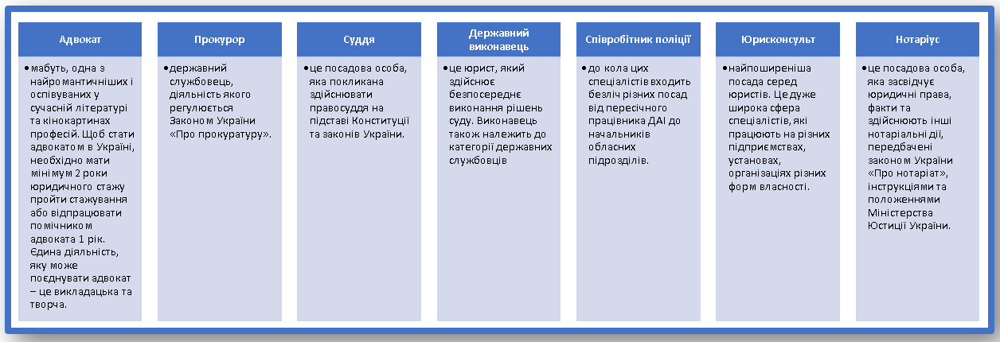 Адвокат
•мабуть, одна з
найромантичніших і
оспівуваних у
сучасній літературі
та кінокартинах
професій. Щоб стати
адвокатом в Україні,
необхідно мати
мінімум 2 роки
юридичного стажу
пройти стажування
або відпрацювати
помічником
адвоката 1 рік.
Єдина діяльність,
яку може
поєднувати адвокат
– це викладацька та
творча.
Прокурор
•державний
службовець,
діяльність якого
регулюється
Законом України
«Про прокуратуру».
Суддя
•це посадова особа,
яка покликана
здійснювати
правосуддя на
підставі Конституції
та законів України.
Державний
виконавець
•це юрист, який
здійснює
безпосереднє
виконання рішень
суду. Виконавець
також належить до
категорії державних
службовців
Співробітник поліції
•до кола цих
спеціалістів входить
безліч різних посад
від пересічного
працівника ДАІ до
начальників
обласних
підрозділів.
Юрисконсульт
•найпоширеніша
посада серед
юристів. Це дуже
широка сфера
спеціалістів, які
працюють на різних
підприємствах,
установах,
організаціях різних
форм власності.
Нотаріус
•це посадова особа,
яка засвідчує
юридичні права,
факти та
здійснюють інші
нотаріальні дії,
передбачені
законом України
«Про нотаріат»,
інструкціями та
положеннями
Міністерства
Юстиції України.